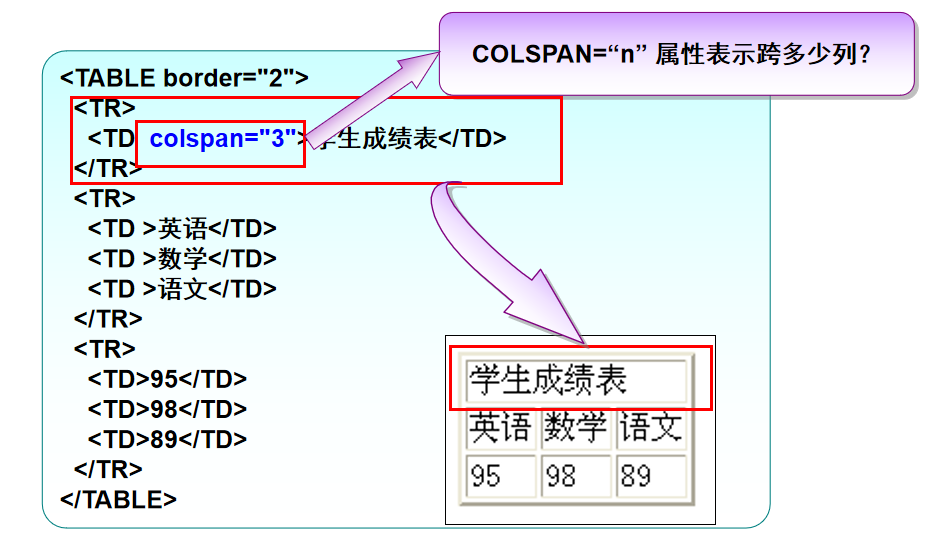 COLSPAN=“n” 属性表示跨多少列？
<TABLE border="2">
<TR>
<TD colspan="3">学生成绩表</TD>
</TR>
<TR>
<TD >英语</TD>
<TD >数学</TD>
<TD >语文</TD>
</TR>
<TR>
<TD>95</TD>
<TD>98</TD>
<TD>89</TD>
</TR>
</TABLE>
学生成绩表
英语 数学 语文
95 98 89